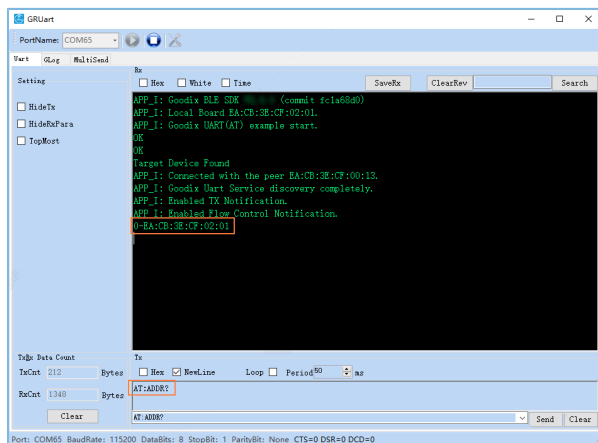 GRUart
PortName: COM65
Uart GLog MultiSend
Setting
HideTx
HideRxPara
TopMost
Rx
Hex White Time SaveRx ClearRev Search
APP_I: Goodix BLE SDK (commit fc1a68d0)
APP_I: Local Board EA:CB:3E:CF:02:01.
APP_I: Goodix UART(AT) example start.
OK
OK
Target Device Found
APP_I: Connected with the peer EA:CB:3E:CF:00:13.
APP_I: Goodix Uart Service discovery completely.
APP_I: Enabled TX Notification.
APP_I: Enabled Flow Control Notification.
0-EA:CB:3E:CF:02:01
Tx&Rx Data Count
TxCnt 212 Bytes
RxCnt 1348 Bytes
Clear
Tx
Hex NewLine Loop Period 50 ms
AT:ADDR?
AT:ADDR? Send Clear
Port: COM65 BaudRate: 115200 DataBits: 8 StopBit: 1 ParityBit: None CTS=0 DSR=0 DCD=0